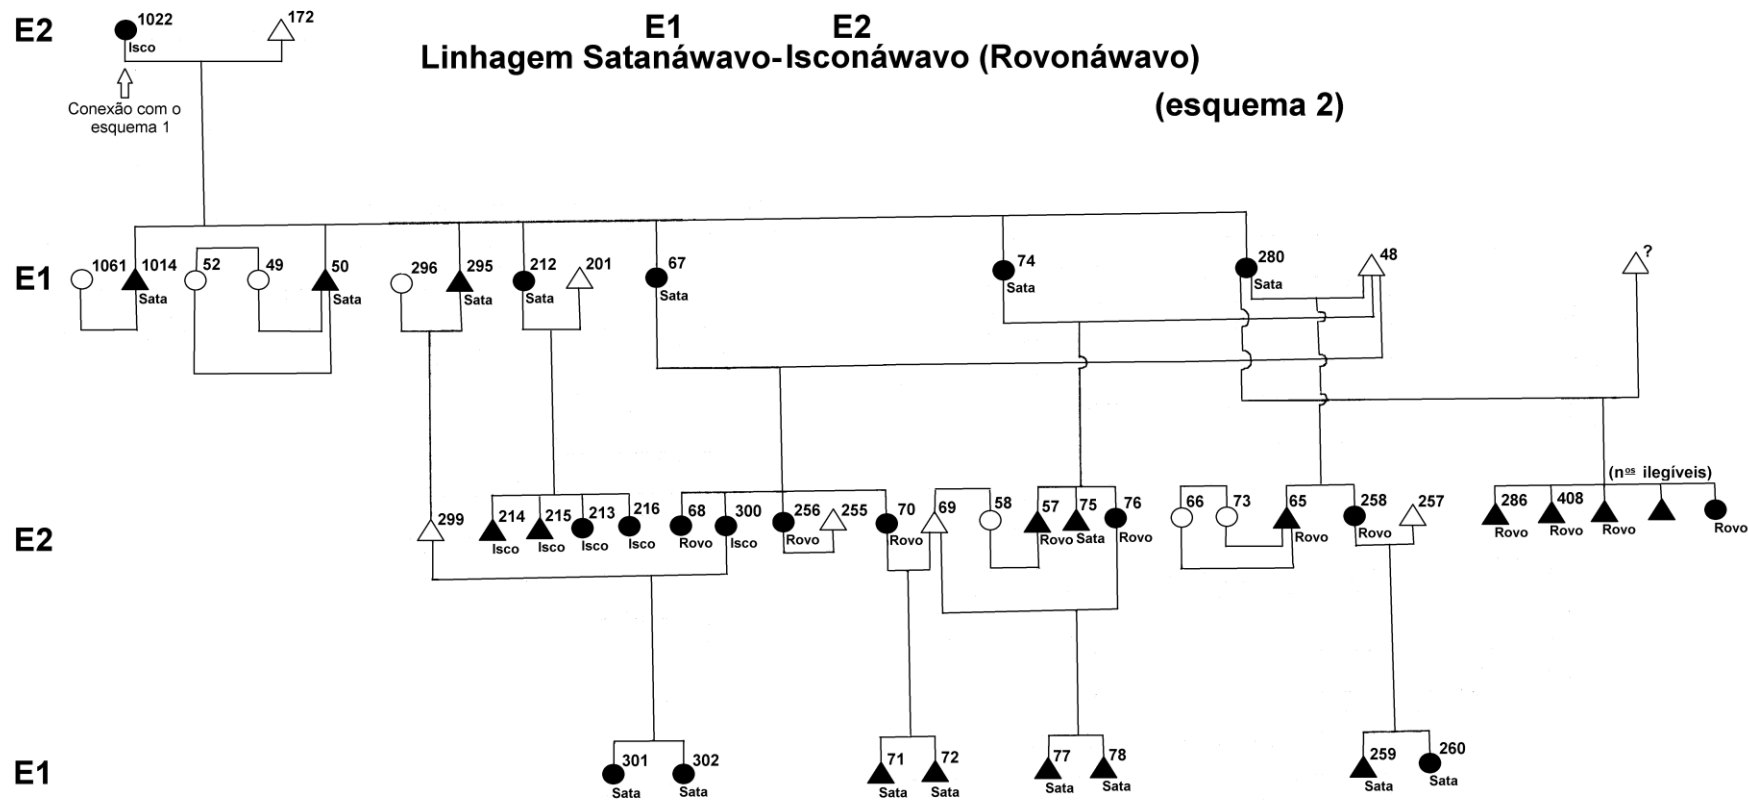 E1 E2
E2 1022 172
Isco
Linhagem Satanáwavo-Isconáwavo (Rovonáwavo)
(esquema 2)
Conexão com o
esquema 1
E1 1061 1014 52 49 50 296 295 212 201 67 74 280 48 ?
Sata Sata Sata Sata Sata Sata Sata
(nos ilegíveis)
E2 299 214 215 213 216 68 300 256 255 70 69 58 57 75 76 66 73 65 258 257 286 408
Isco Isco Isco Isco Rovo Isco Rovo Rovo Rovo Sata Rovo Rovo Rovo Rovo Rovo Rovo Rovo
E1 301 302 71 72 77 78 259 260
Sata Sata Sata Sata Sata Sata Sata Sata